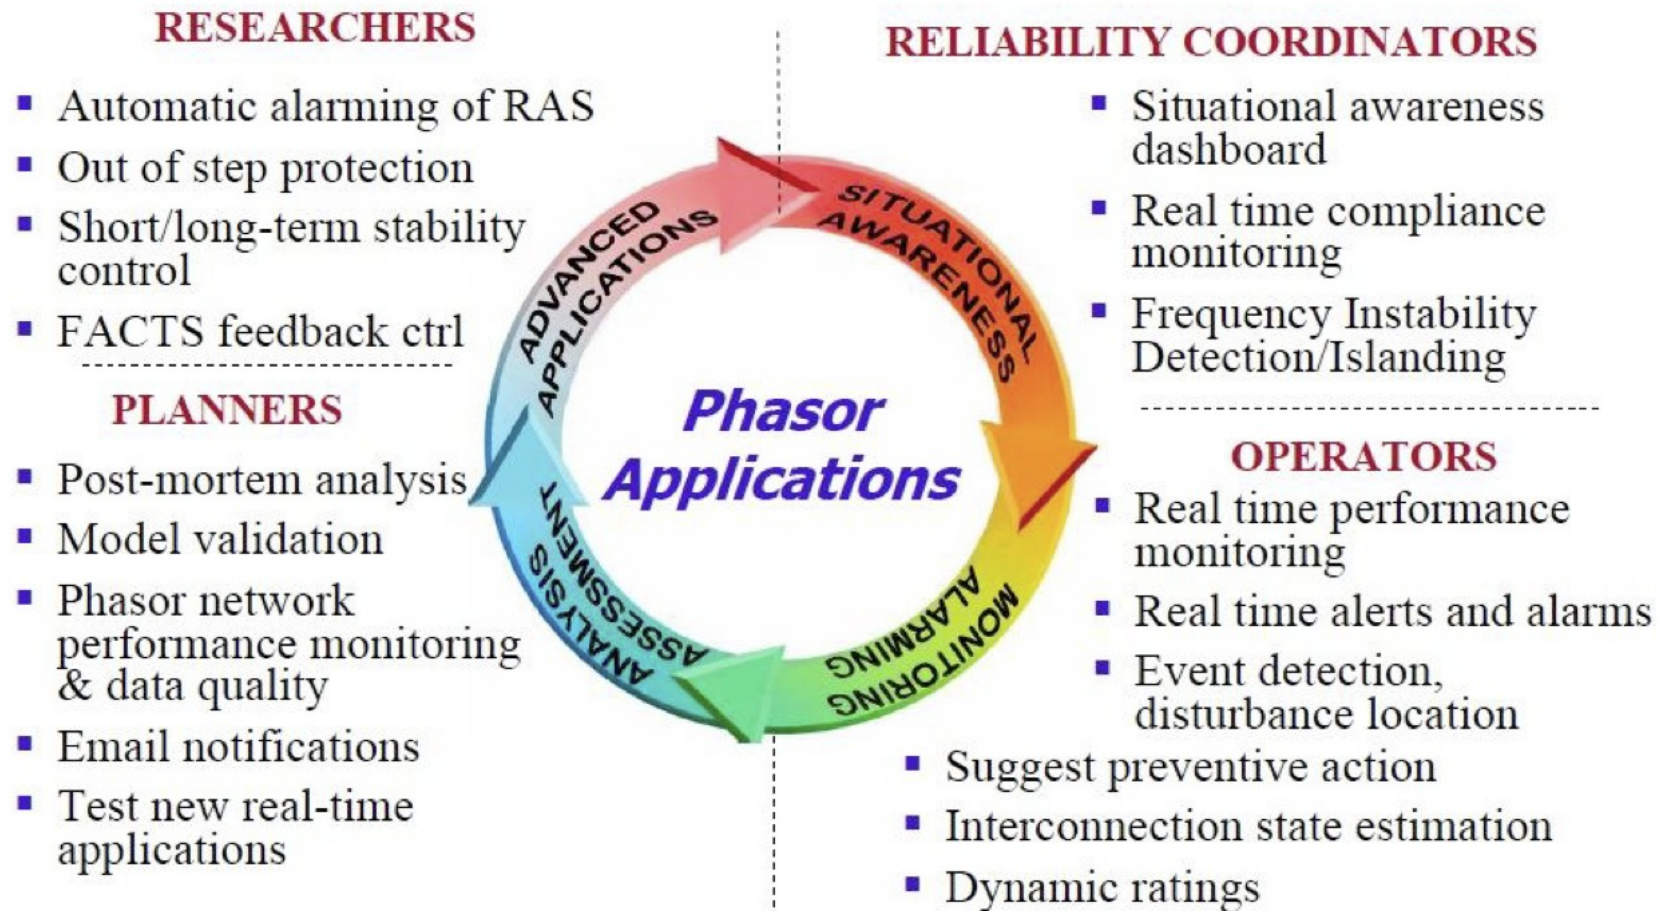 RESEARCHERS
▪ Automatic alarming of RAS
▪ Out of step protection
▪ Short/long-term stability
control
▪ FACTS feedback ctrl
PLANNERS
▪ Post-mortem analysis
▪ Model validation
▪ Phasor network
performance monitoring
& data quality
▪ Email notifications
▪ Test new real-time
applications
ADVANCED
APPLICATIONS
SITUATIONAL
AWARENESS
Phasor
Applications
ANALYSIS
ASSESSMENT
MONITORING
ALARMING
RELIABILITY COORDINATORS
▪ Situational awareness
dashboard
▪ Real time compliance
monitoring
▪ Frequency Instability
Detection/Islanding
OPERATORS
▪ Real time performance
monitoring
▪ Real time alerts and alarms
▪ Event detection,
disturbance location
▪ Suggest preventive action
▪ Interconnection state estimation
▪ Dynamic ratings